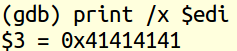 (gdb) print /x $edi
$3 = 0x41414141